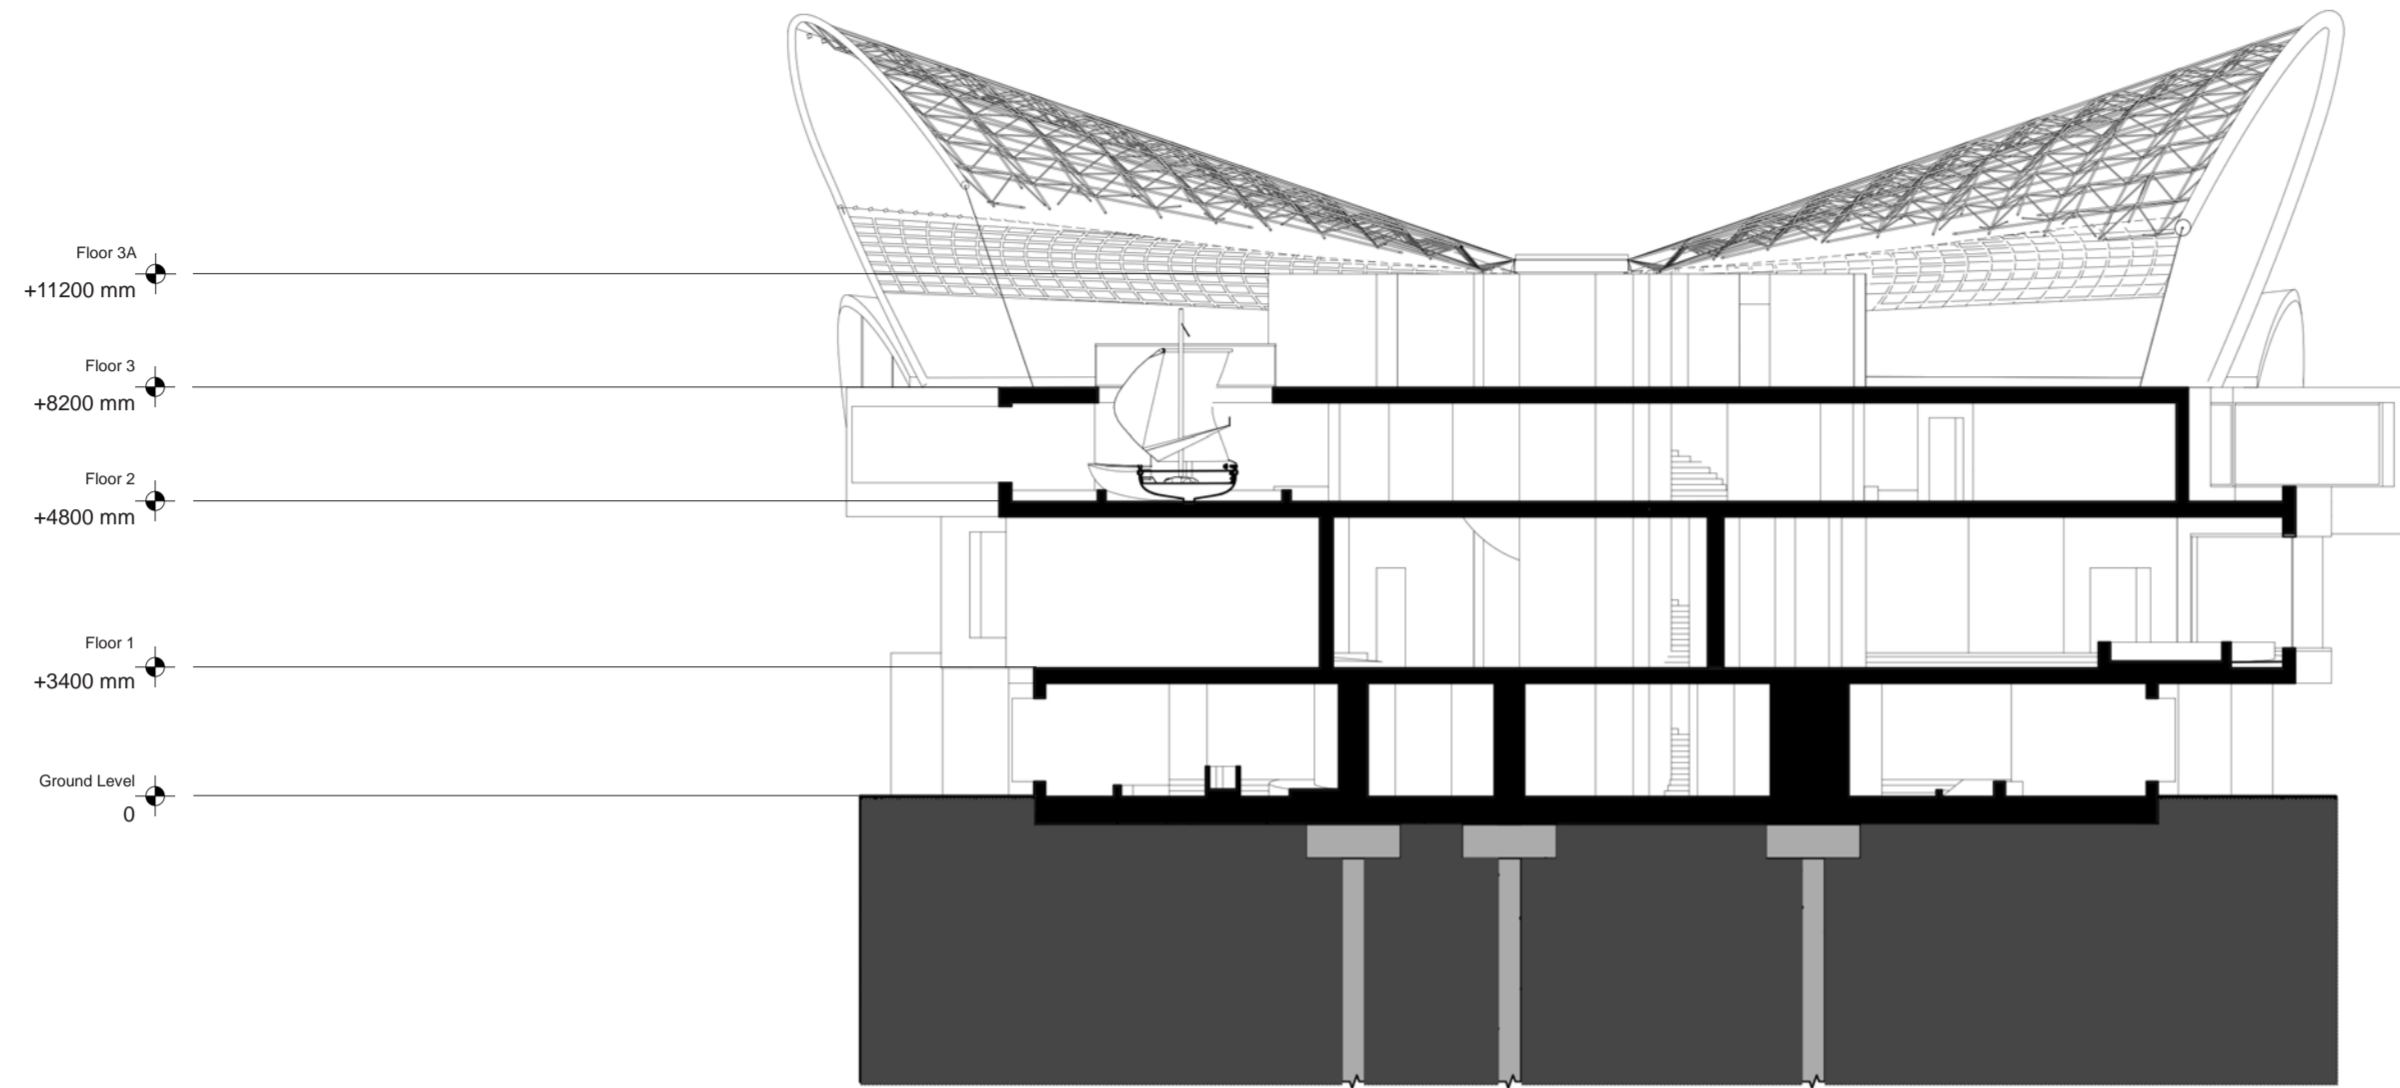 Floor 3A
+11200 mm
Floor 3
+8200 mm
Floor 2
+4800 mm
Floor 1
+3400 mm
Ground Level
0